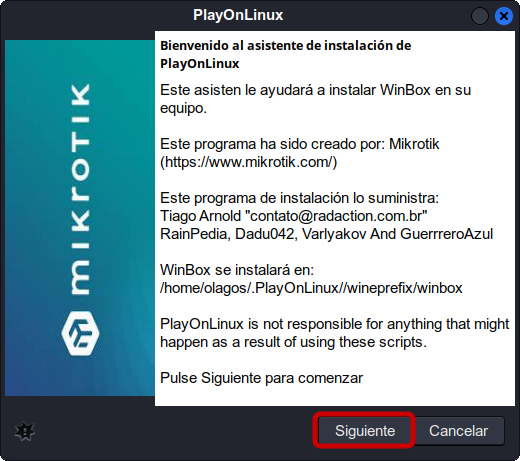 PlayOnLinux
Bienvenido al asistente de instalación de
PlayOnLinux
Este asisten le ayudará a instalar WinBox en su
equipo.
Este programa ha sido creado por: Mikrotik
(https://www.mikrotik.com/)
Este programa de instalación lo suministra:
Tiago Arnold "contato@radaction.com.br"
RainPedia, Dadu042, Varlyakov And GuerrreroAzul
WinBox se instalará en:
/home/olagos/.PlayOnLinux//wineprefix/winbox
PlayOnLinux is not responsible for anything that might
happen as a result of using these scripts.
Pulse Siguiente para comenzar
mikrotik
Siguiente
Cancelar